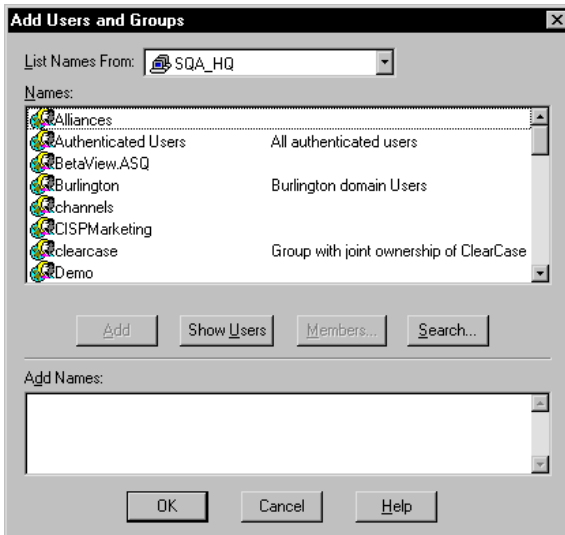 Add Users and Groups
List Names From: SQA_HQ
Names:
Alliances
Authenticated Users All authenticated users
BetaView.ASQ
Burlington Burlington domain Users
channels
CISPMarketing
clearcase Group with joint ownership of ClearCase
Demo
Add Show Users Members... Search...
Add Names:
OK Cancel Help